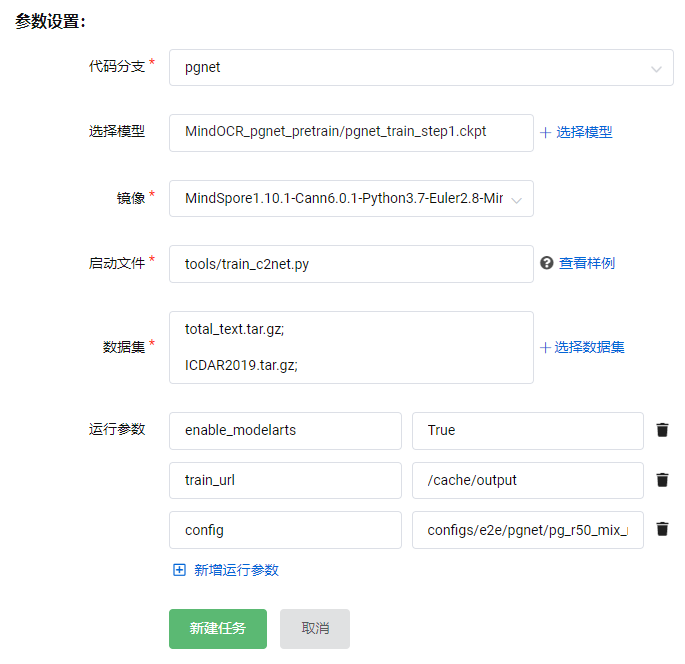 参数设置：
代码分支 *
pgnet
选择模型
MindOCR_pgnet_pretrain/pgnet_train_step1.ckpt
+ 选择模型
镜像 *
MindSpore1.10.1-Cann6.0.1-Python3.7-Euler2.8-Mir
启动文件 *
tools/train_c2net.py
查看样例
数据集 *
total_text.tar.gz;
ICDAR2019.tar.gz;
+ 选择数据集
运行参数
enable_modelarts
True
train_url
/cache/output
config
configs/e2e/pgnet/pg_r50_mix_
新增运行参数
新建任务
取消